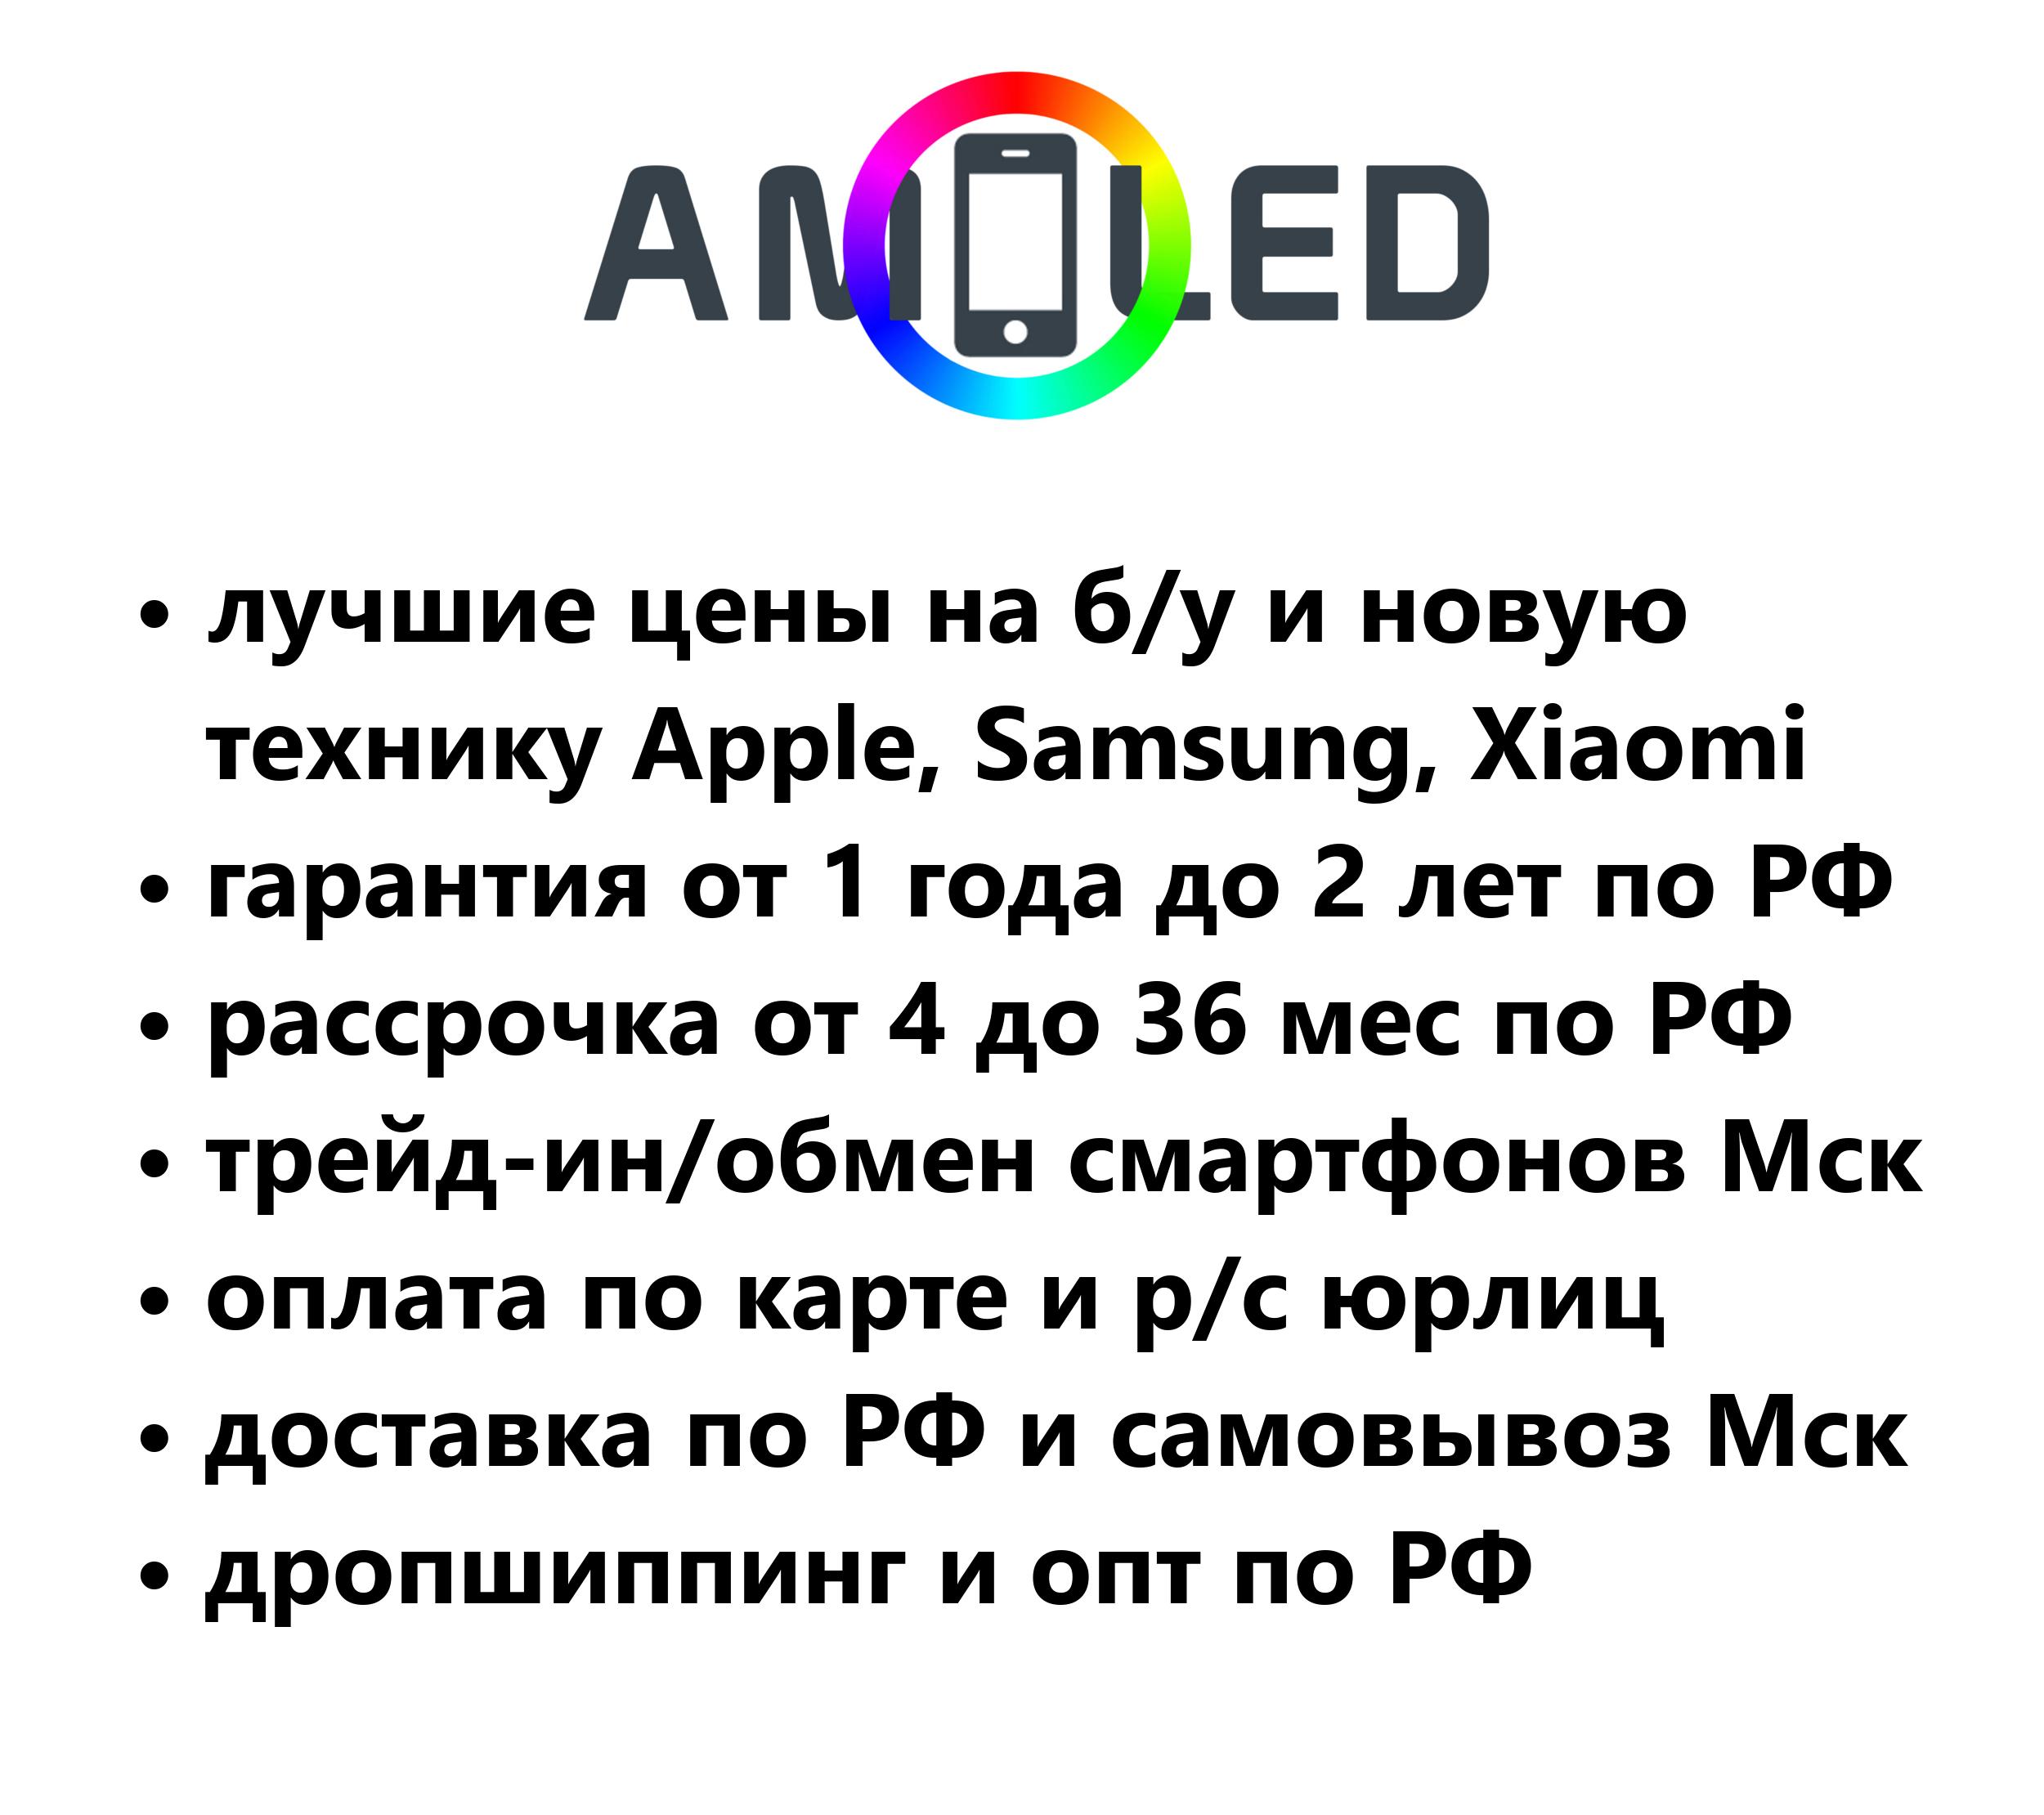 AMOLED
• лучшие цены на б/у и новую
технику Apple, Samsung, Xiaomi
• гарантия от 1 года до 2 лет по РФ
• рассрочка от 4 до 36 мес по РФ
• трейд-ин/обмен смартфонов Мск
• оплата по карте и р/с юрлиц
• доставка по РФ и самовывоз Мск
• дропшиппинг и опт по РФ